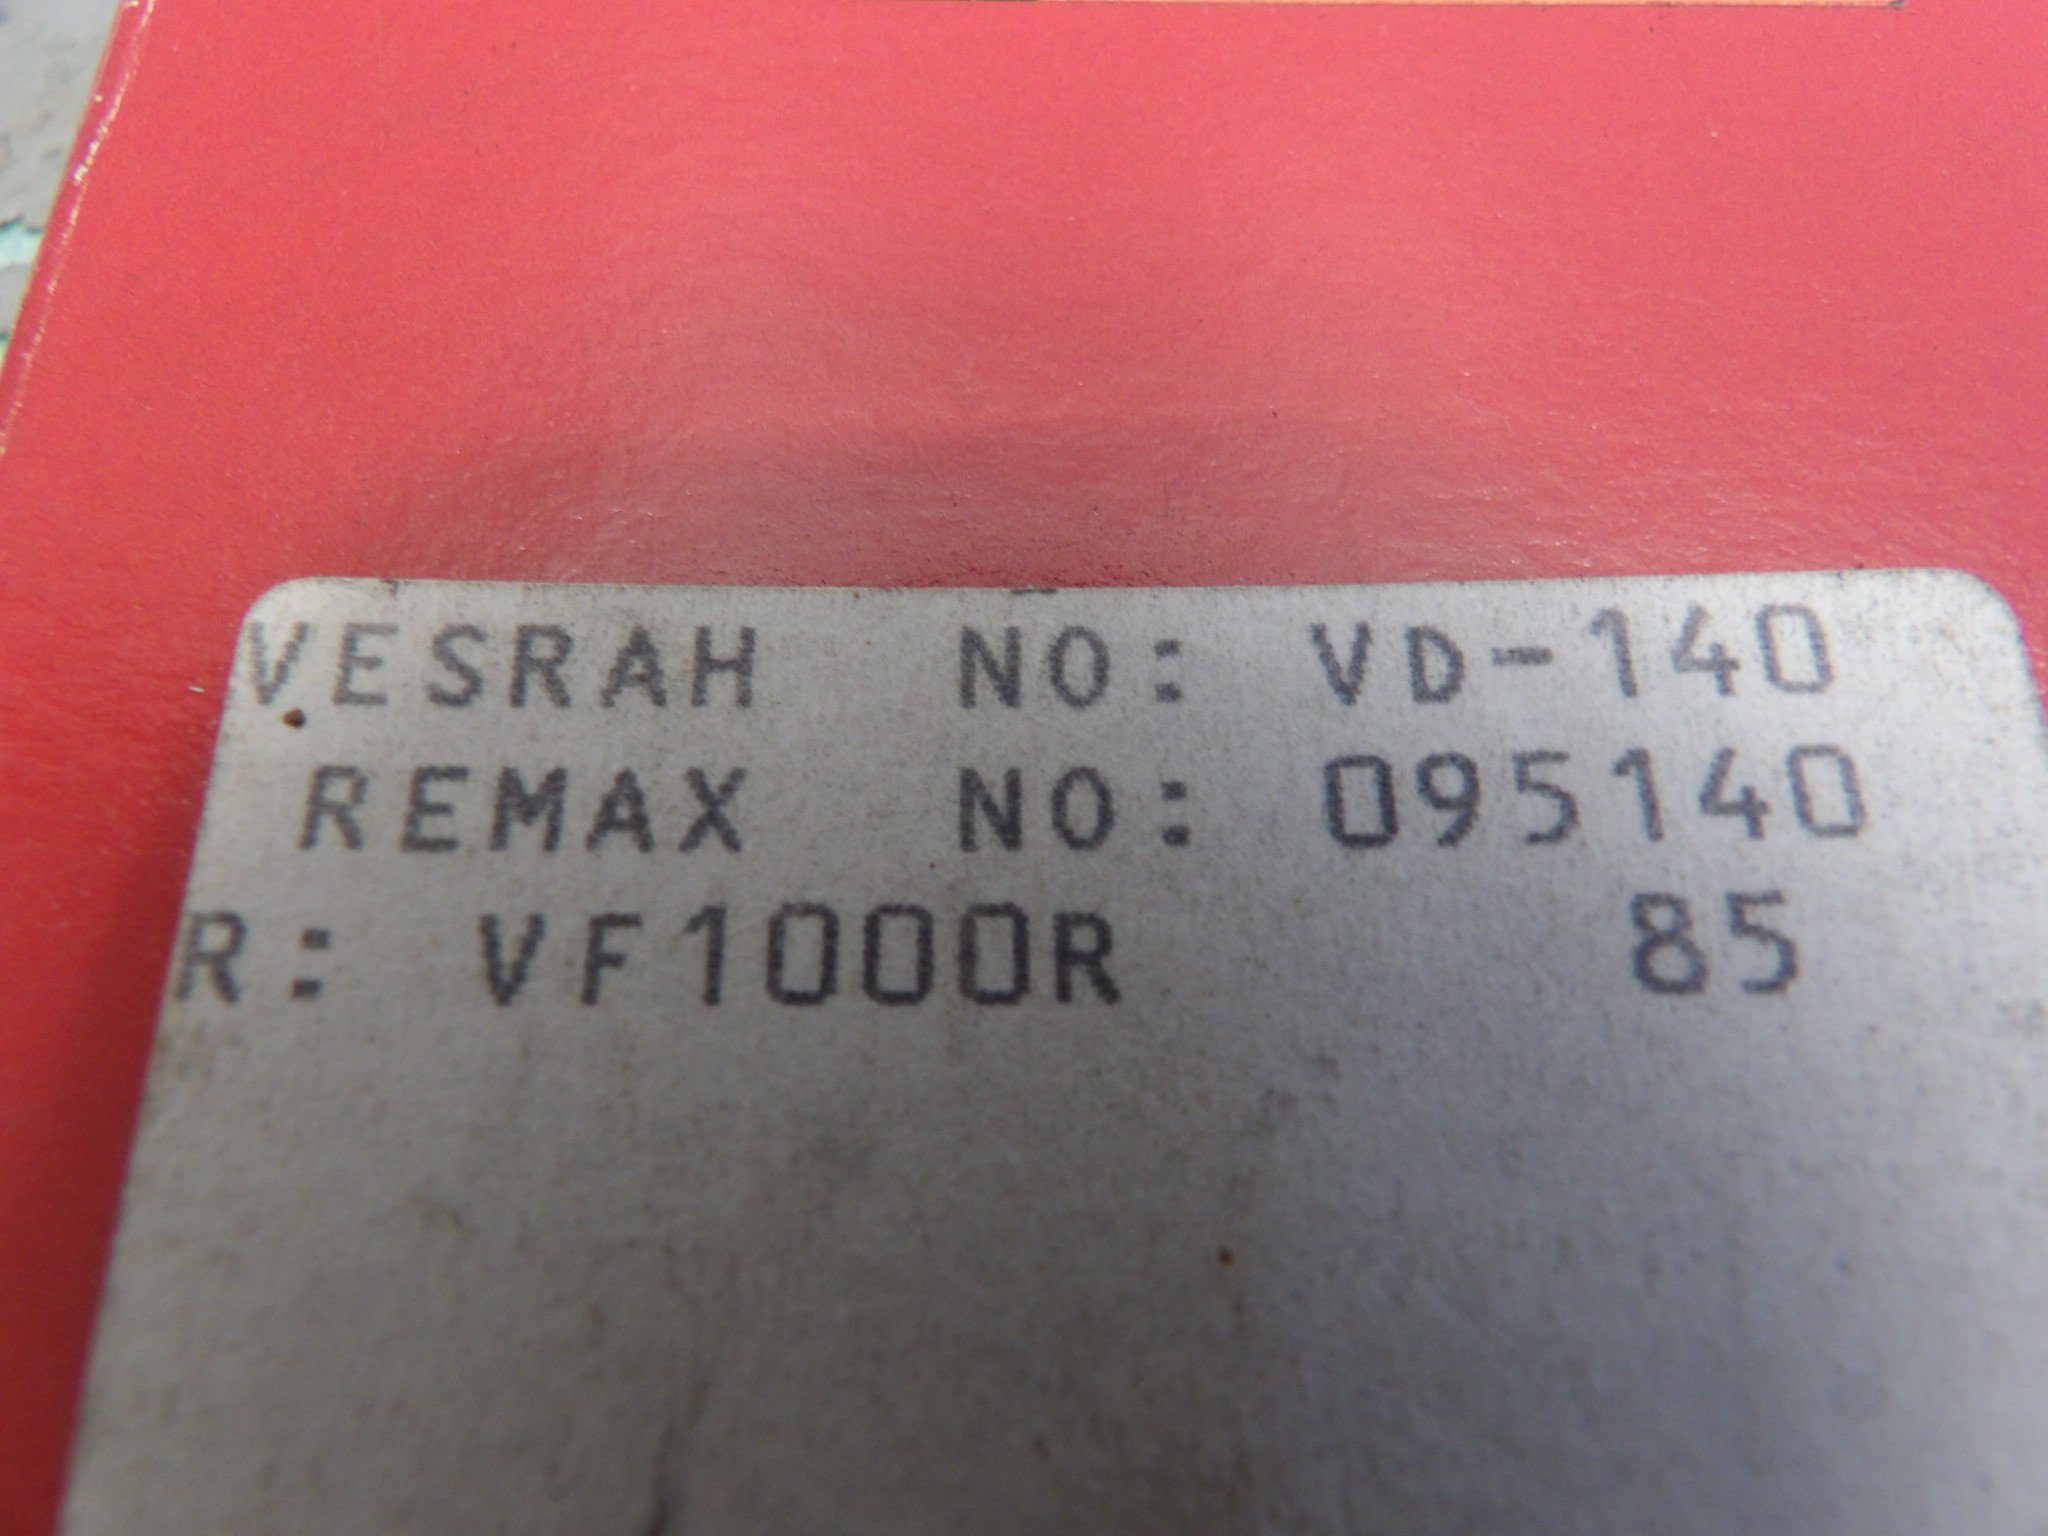 VESRAH NO: VD-140
REMAX NO: 095140
R: VF1000R 85